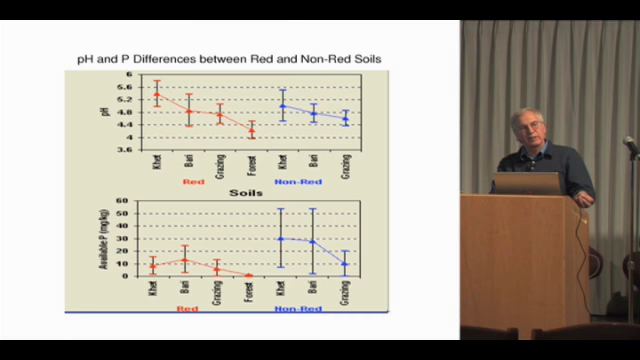 pH and P Differences between Red and Non-Red Soils
6
5.6
5.2
4.8
4.4
4
3.6
pH
Khet
Bari
Grazing
Forest
Khet
Bari
Grazing
Red
Non-Red
Soils
60
50
40
30
20
10
0
Available P (mg/kg)
Khet
Bari
Grazing
Forest
Khet
Bari
Grazing
Red
Non-Red